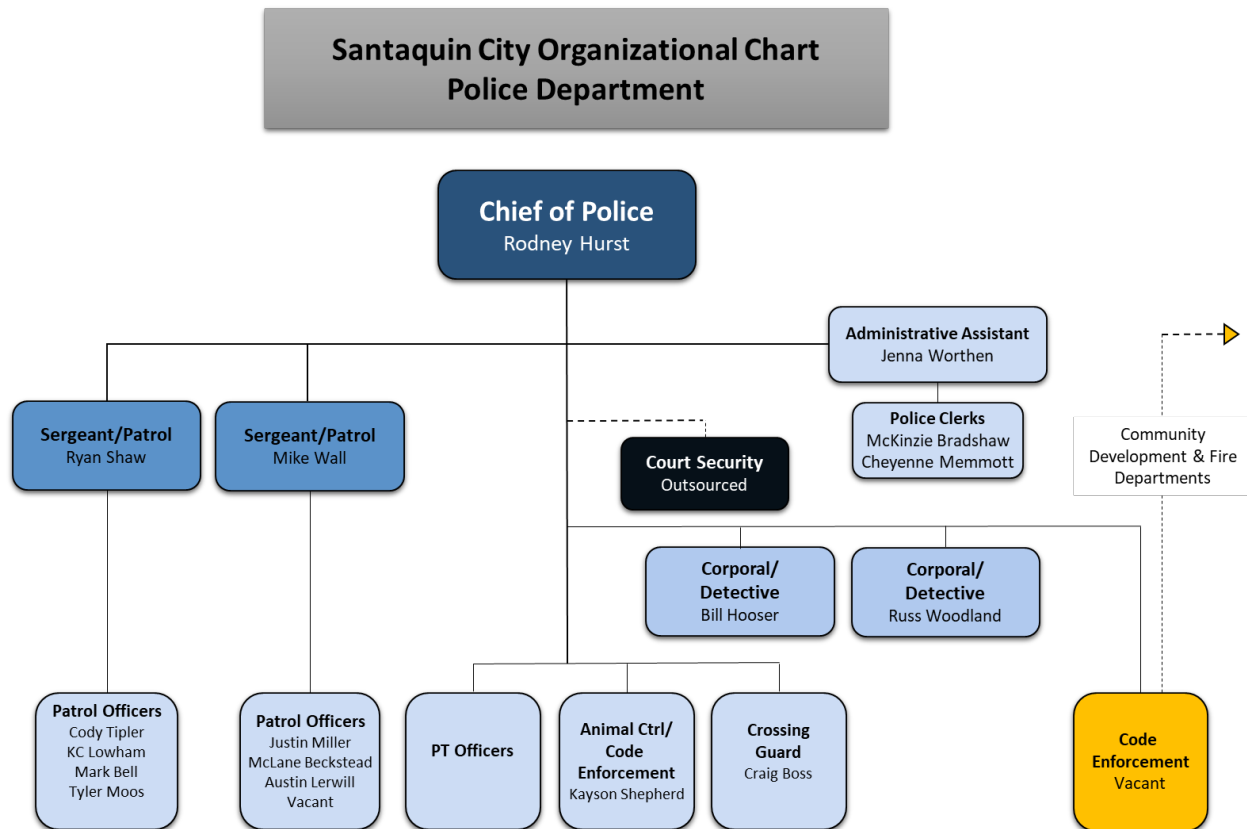 Santaquin City Organizational Chart
Police Department
Chief of Police
Rodney Hurst
Administrative Assistant
Jenna Worthen
Police Clerks
McKinzie Bradshaw
Cheyenne Memmott
Community
Development & Fire
Departments
Sergeant/Patrol
Ryan Shaw
Sergeant/Patrol
Mike Wall
Court Security
Outsourced
Corporal/
Detective
Bill Hooser
Corporal/
Detective
Russ Woodland
Patrol Officers
Cody Tipler
KC Lowham
Mark Bell
Tyler Moos
Patrol Officers
Justin Miller
McLane Beckstead
Austin Lerwill
Vacant
PT Officers
Animal Ctrl/
Code
Enforcement
Kayson Shepherd
Crossing
Guard
Craig Boss
Code
Enforcement
Vacant